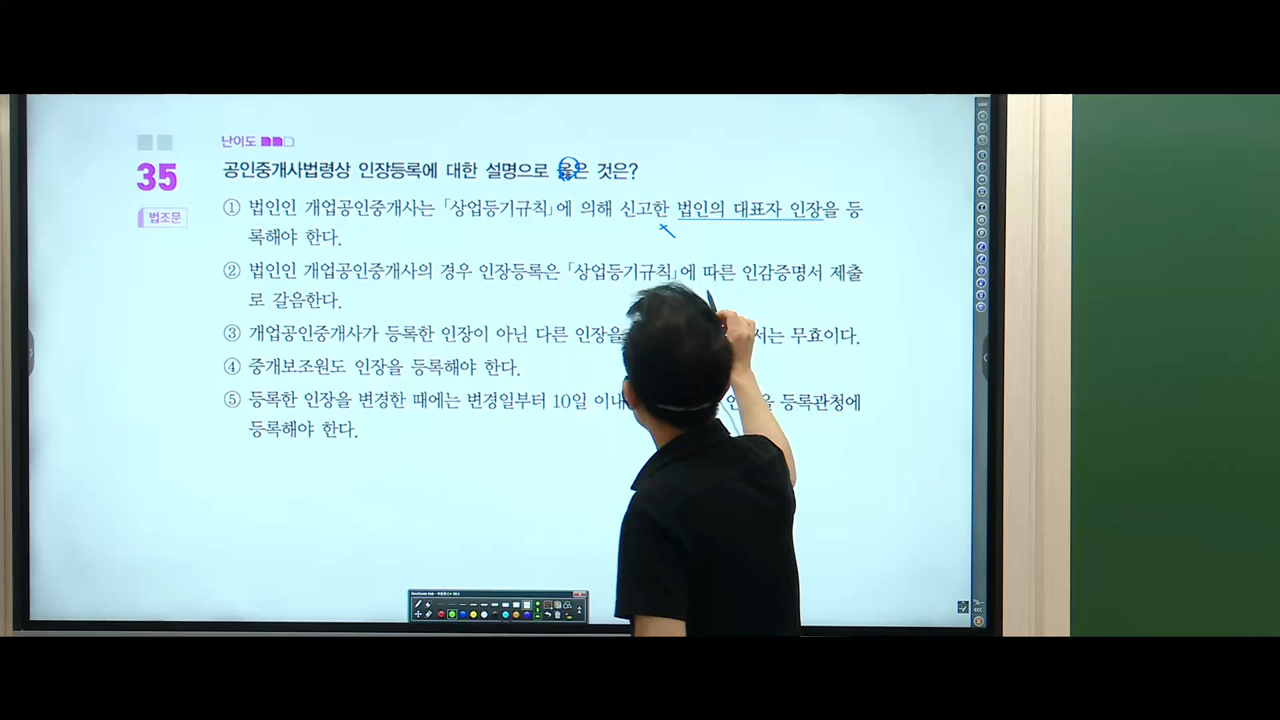 난이도
35
공인중개사법령상 인장등록에 대한 설명으로 옳은 것은?
법조문
① 법인인 개업공인중개사는 「상업등기규칙」에 의해 신고한 법인의 대표자 인장을 등
록해야 한다.
② 법인인 개업공인중개사의 경우 인장등록은 「상업등기규칙」에 따른 인감증명서 제출
로 갈음한다.
③ 개업공인중개사가 등록한 인장이 아닌 다른 인장을 서는 무효이다.
④ 중개보조원도 인장을 등록해야 한다.
⑤ 등록한 인장을 변경한 때에는 변경일부터 10일 이내 등록관청에
등록해야 한다.